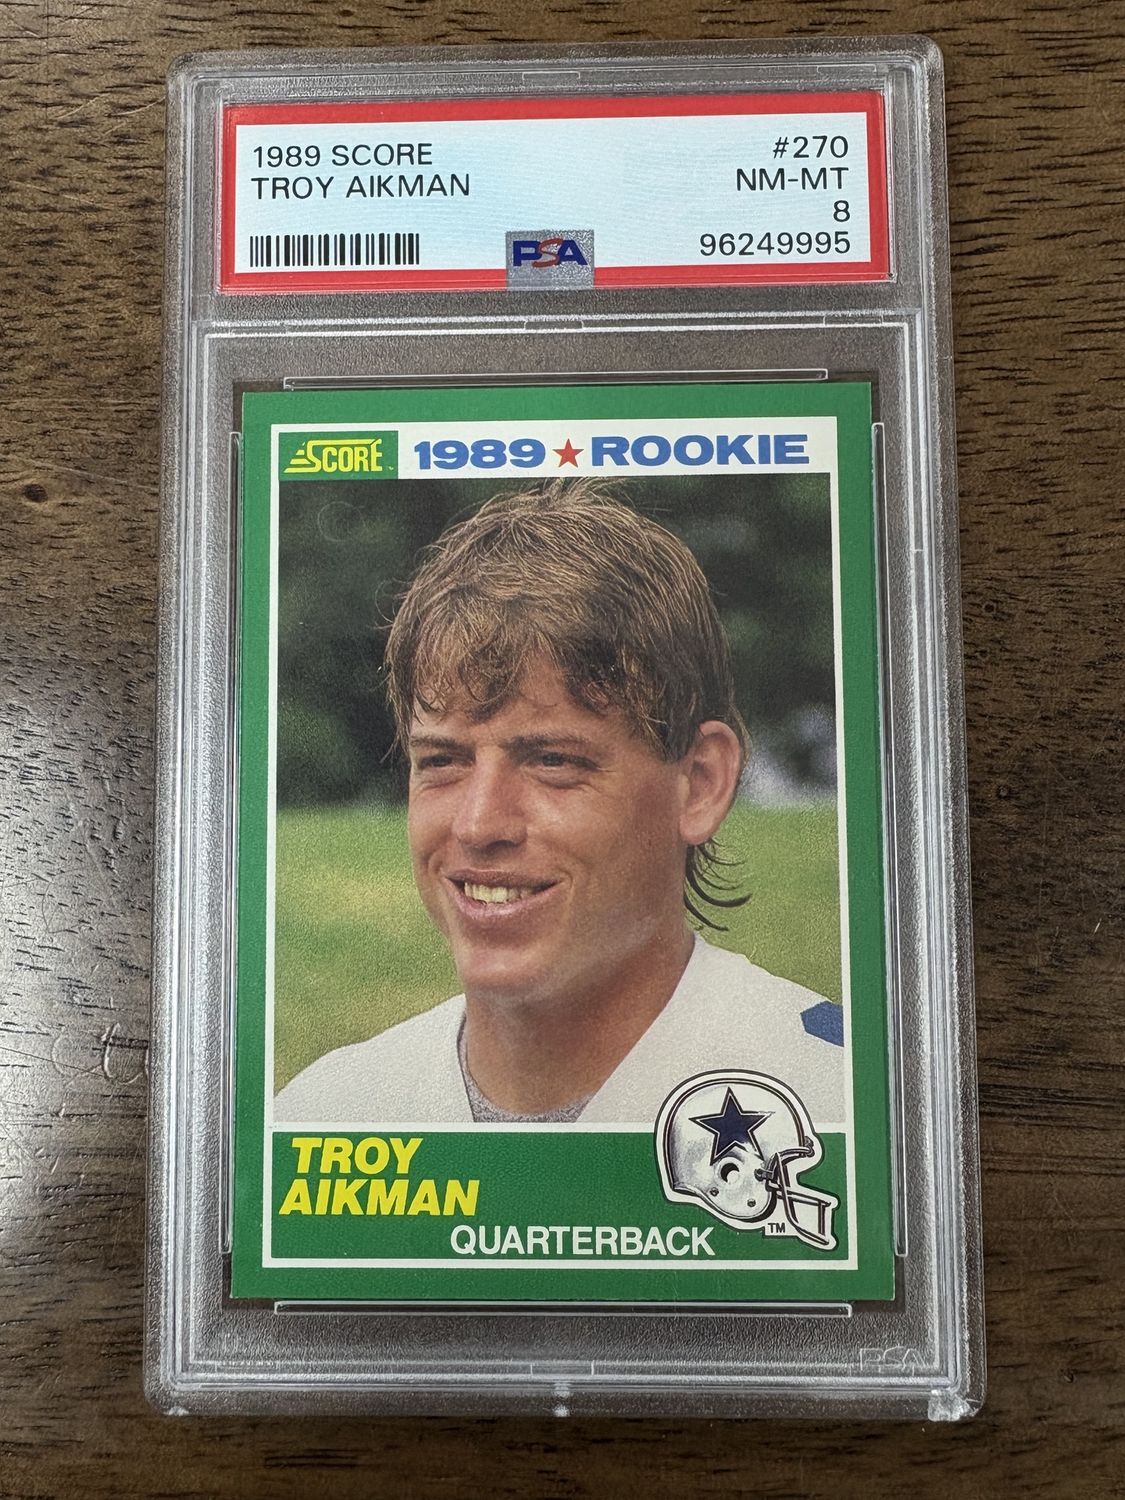 1989 SCORE #270
TROY AIKMAN NM-MT
8
PSA 96249995
SCORE 1989 ROOKIE
TROY
AIKMAN
QUARTERBACK
TM
PSA